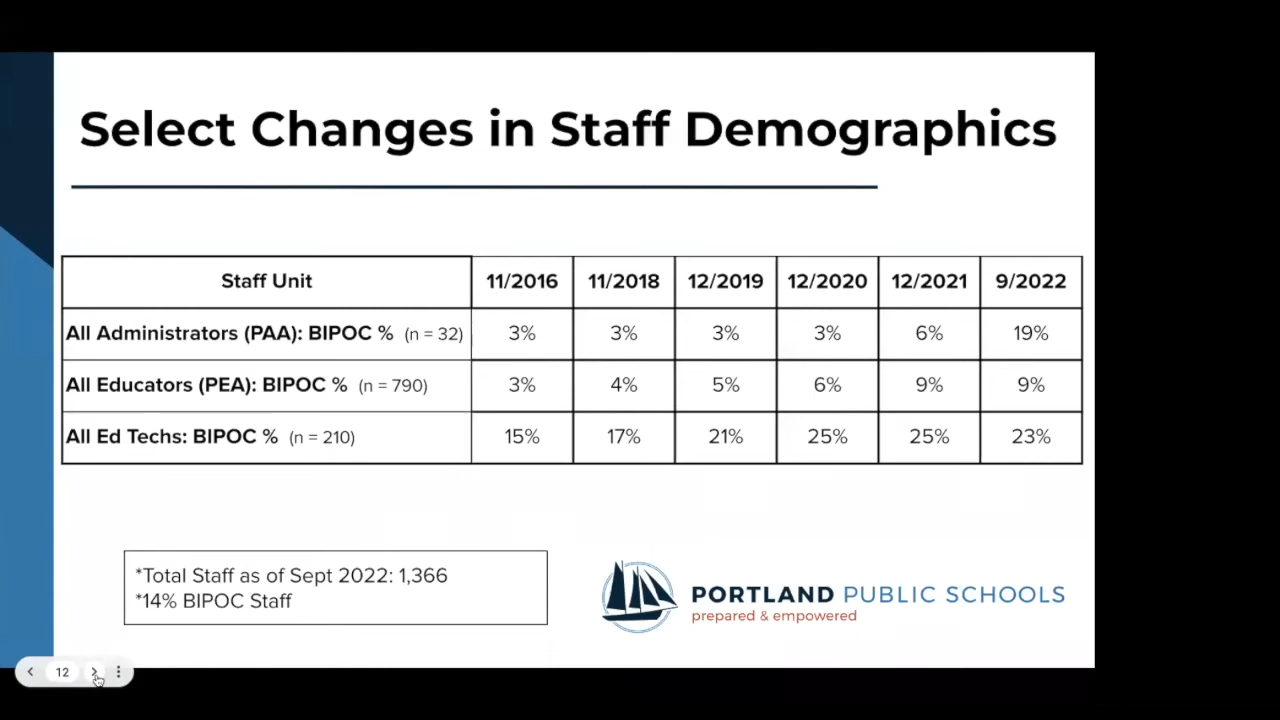 Select Changes in Staff Demographics
Staff Unit 11/2016 11/2018 12/2019 12/2020 12/2021 9/2022
All Administrators (PAA): BIPOC % (n = 32) 3% 3% 3% 3% 6% 19%
All Educators (PEA): BIPOC % (n = 790) 3% 4% 5% 6% 9% 9%
All Ed Techs: BIPOC % (n = 210) 15% 17% 21% 25% 25% 23%
*Total Staff as of Sept 2022: 1,366
*14% BIPOC Staff
PORTLAND PUBLIC SCHOOLS
prepared & empowered
12